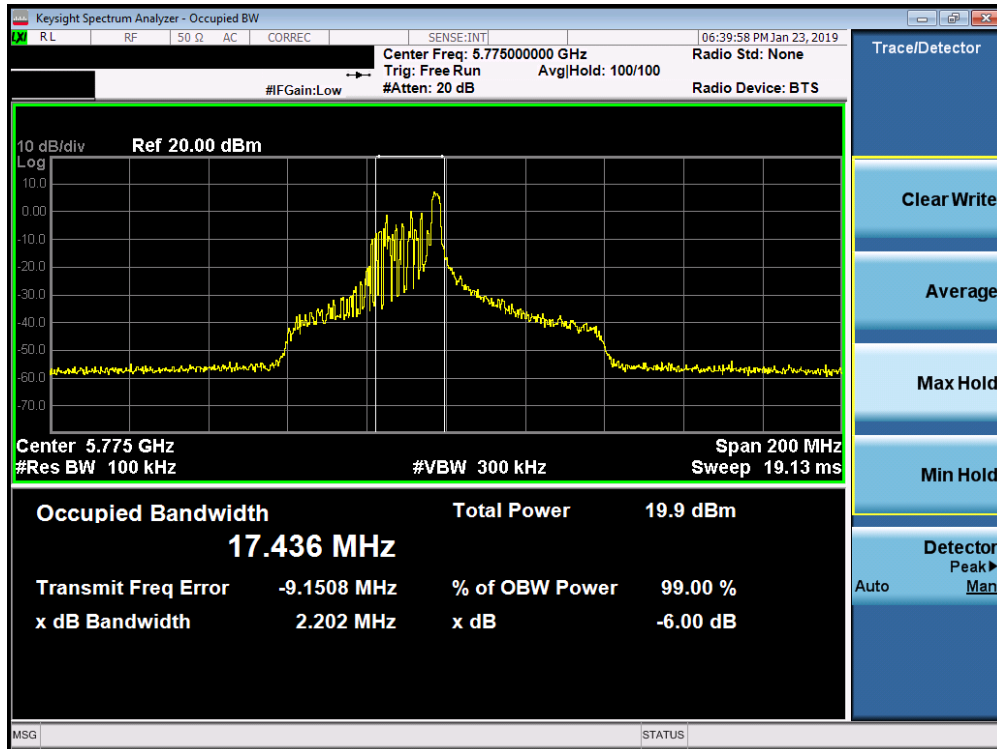 Keysight Spectrum Analyzer - Occupied BW
LXI RL RF 50 Ω AC CORREC SENSE:INT 06:39:58 PM Jan 23, 2019
Center Freq: 5.775000000 GHz Radio Std: None
Trig: Free Run Avg|Hold: 100/100
#IFGain:Low #Atten: 20 dB Radio Device: BTS
10 dB/div Ref 20.00 dBm
Log
10.0
0.00
-10.0
-20.0
-30.0
-40.0
-50.0
-60.0
-70.0
Center 5.775 GHz Span 200 MHz
#Res BW 100 kHz #VBW 300 kHz Sweep 19.13 ms
Occupied Bandwidth Total Power 19.9 dBm
17.436 MHz
Transmit Freq Error -9.1508 MHz % of OBW Power 99.00 %
x dB Bandwidth 2.202 MHz x dB -6.00 dB
MSG STATUS
Trace/Detector
Clear Write
Average
Max Hold
Min Hold
Detector
Peak▶
Auto Man